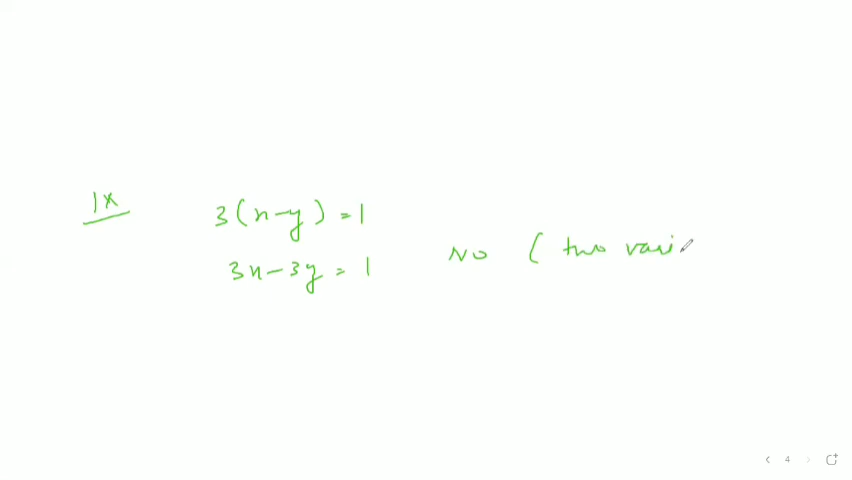 IX
3(x-y) = 1
3x-3y = 1
NO ( two vari
4